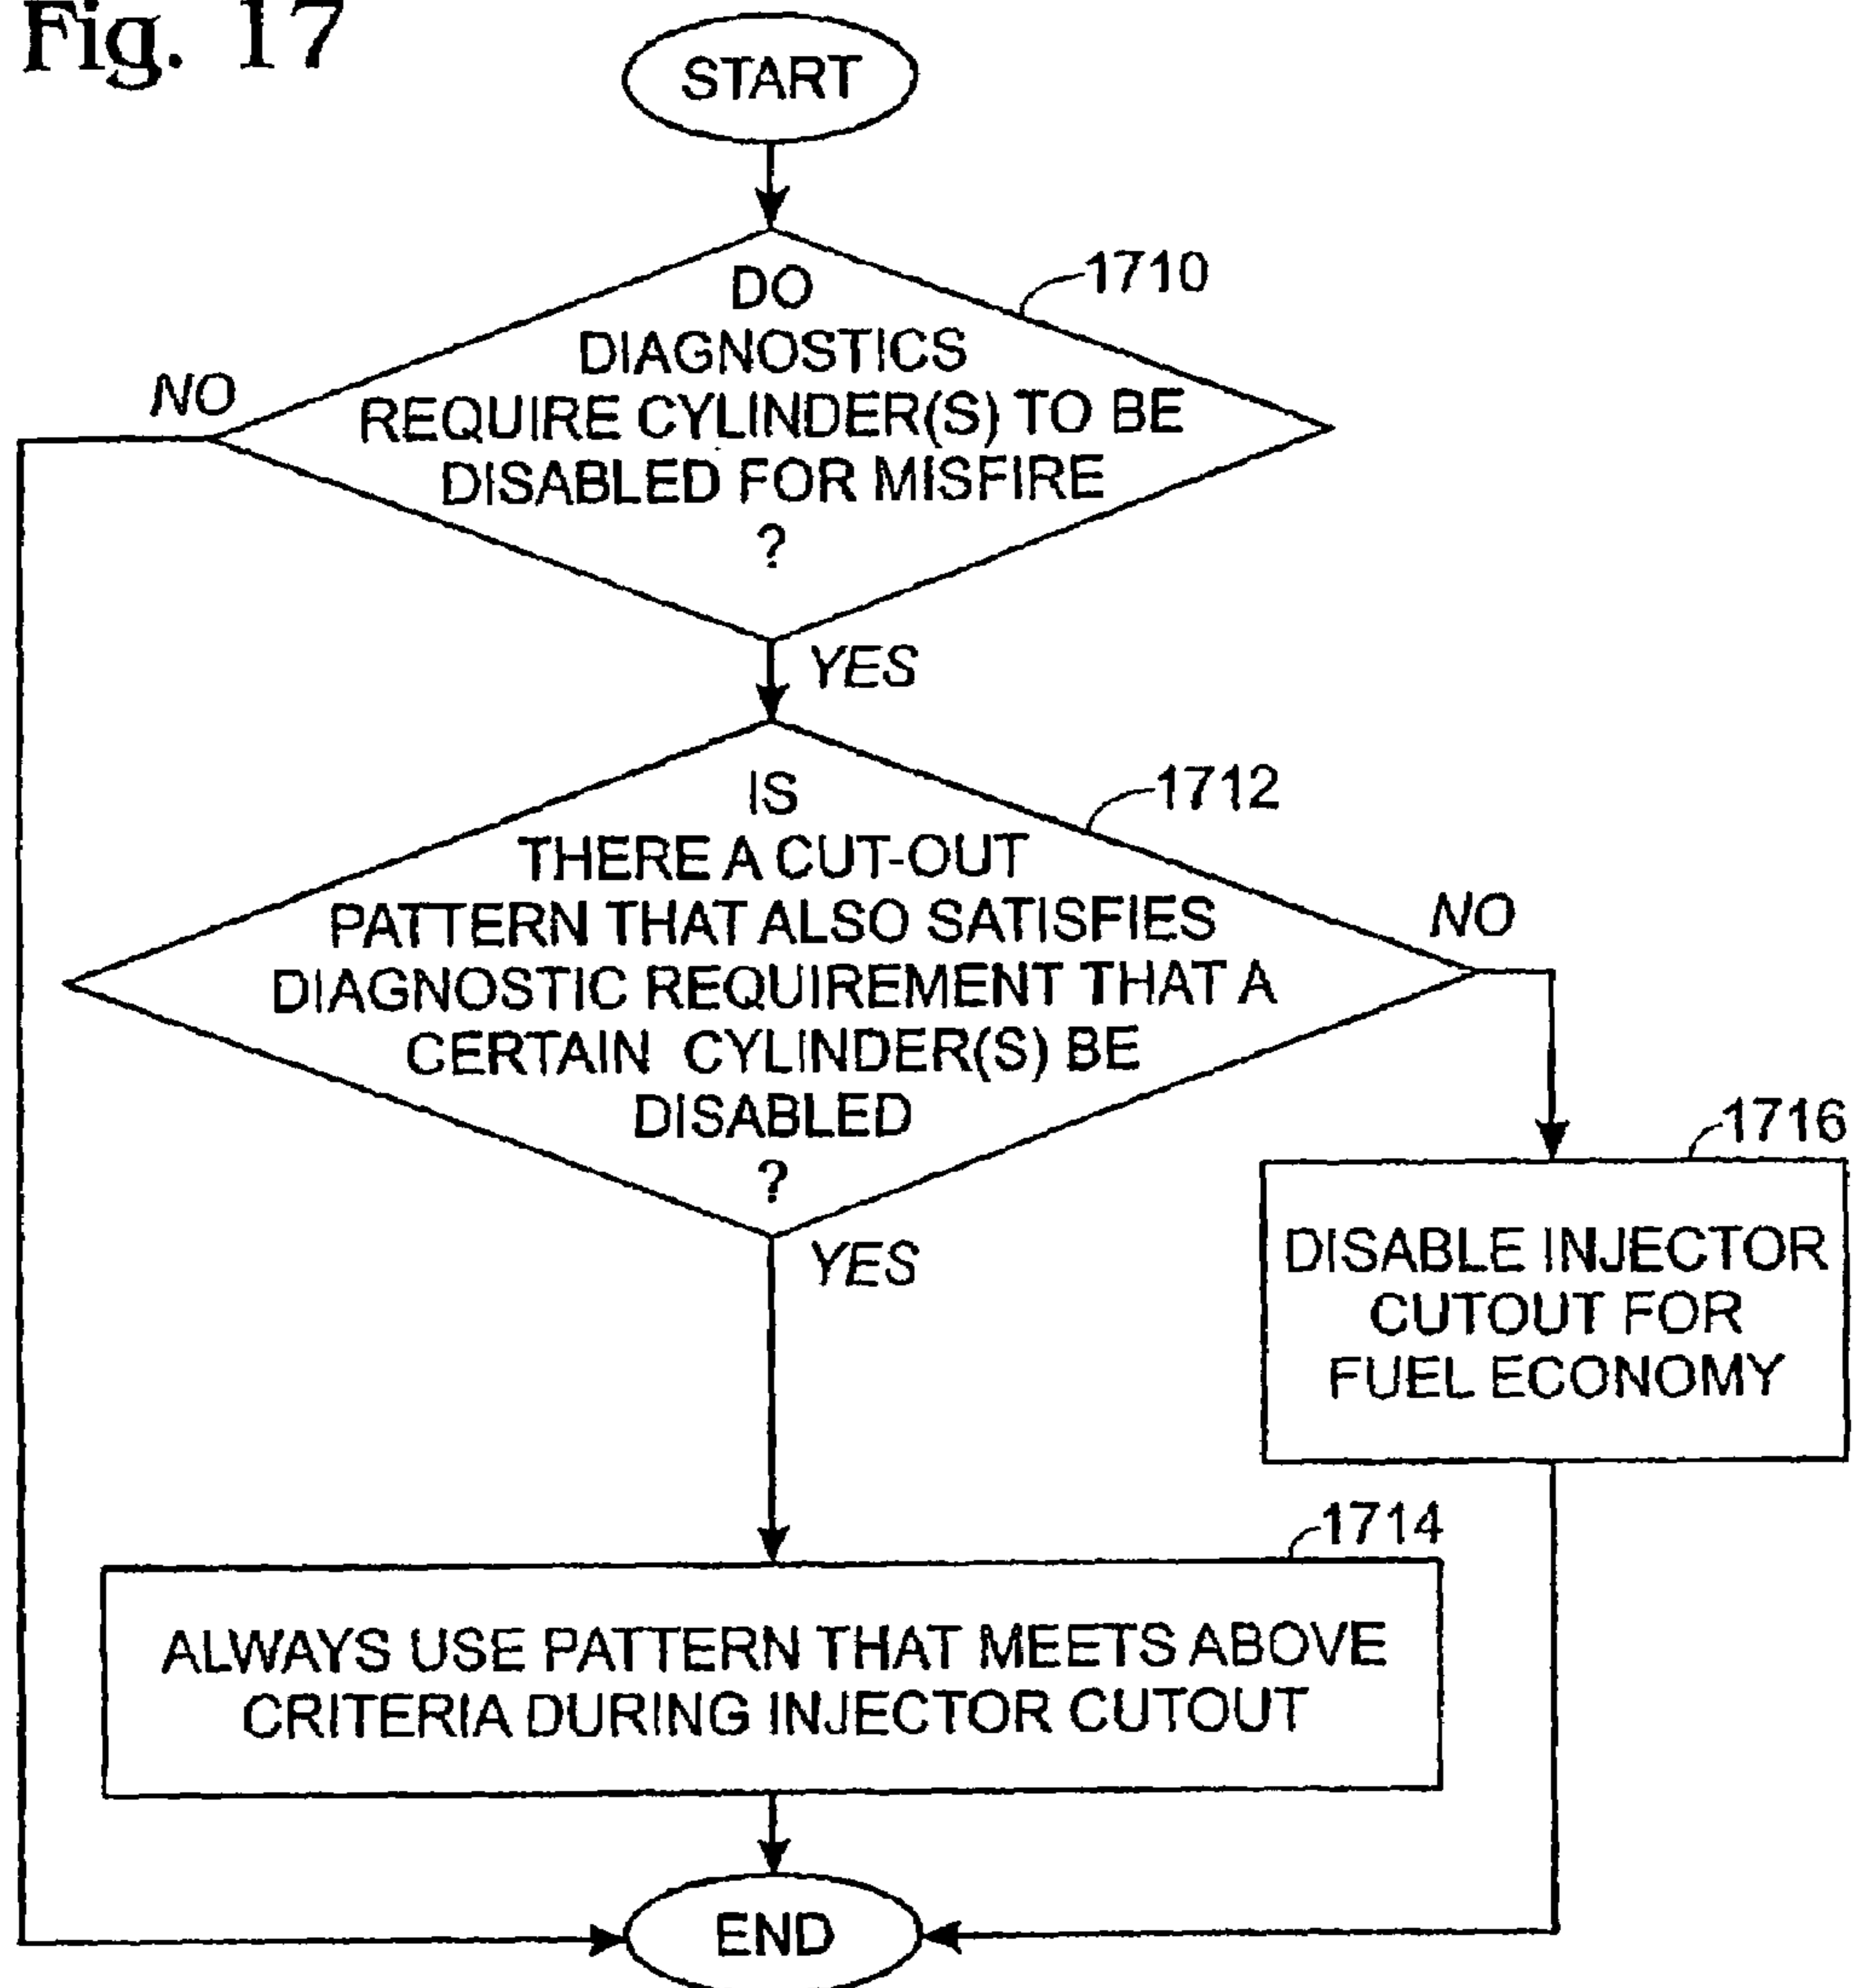 Fig. 17
START
1710
DO
DIAGNOSTICS
REQUIRE CYLINDER(S) TO BE
DISABLED FOR MISFIRE
?
NO
YES
1712
IS
THERE A CUT-OUT
PATTERN THAT ALSO SATISFIES
DIAGNOSTIC REQUIREMENT THAT A
CERTAIN CYLINDER(S) BE
DISABLED
?
NO
YES
1716
DISABLE INJECTOR
CUTOUT FOR
FUEL ECONOMY
1714
ALWAYS USE PATTERN THAT MEETS ABOVE
CRITERIA DURING INJECTOR CUTOUT
END